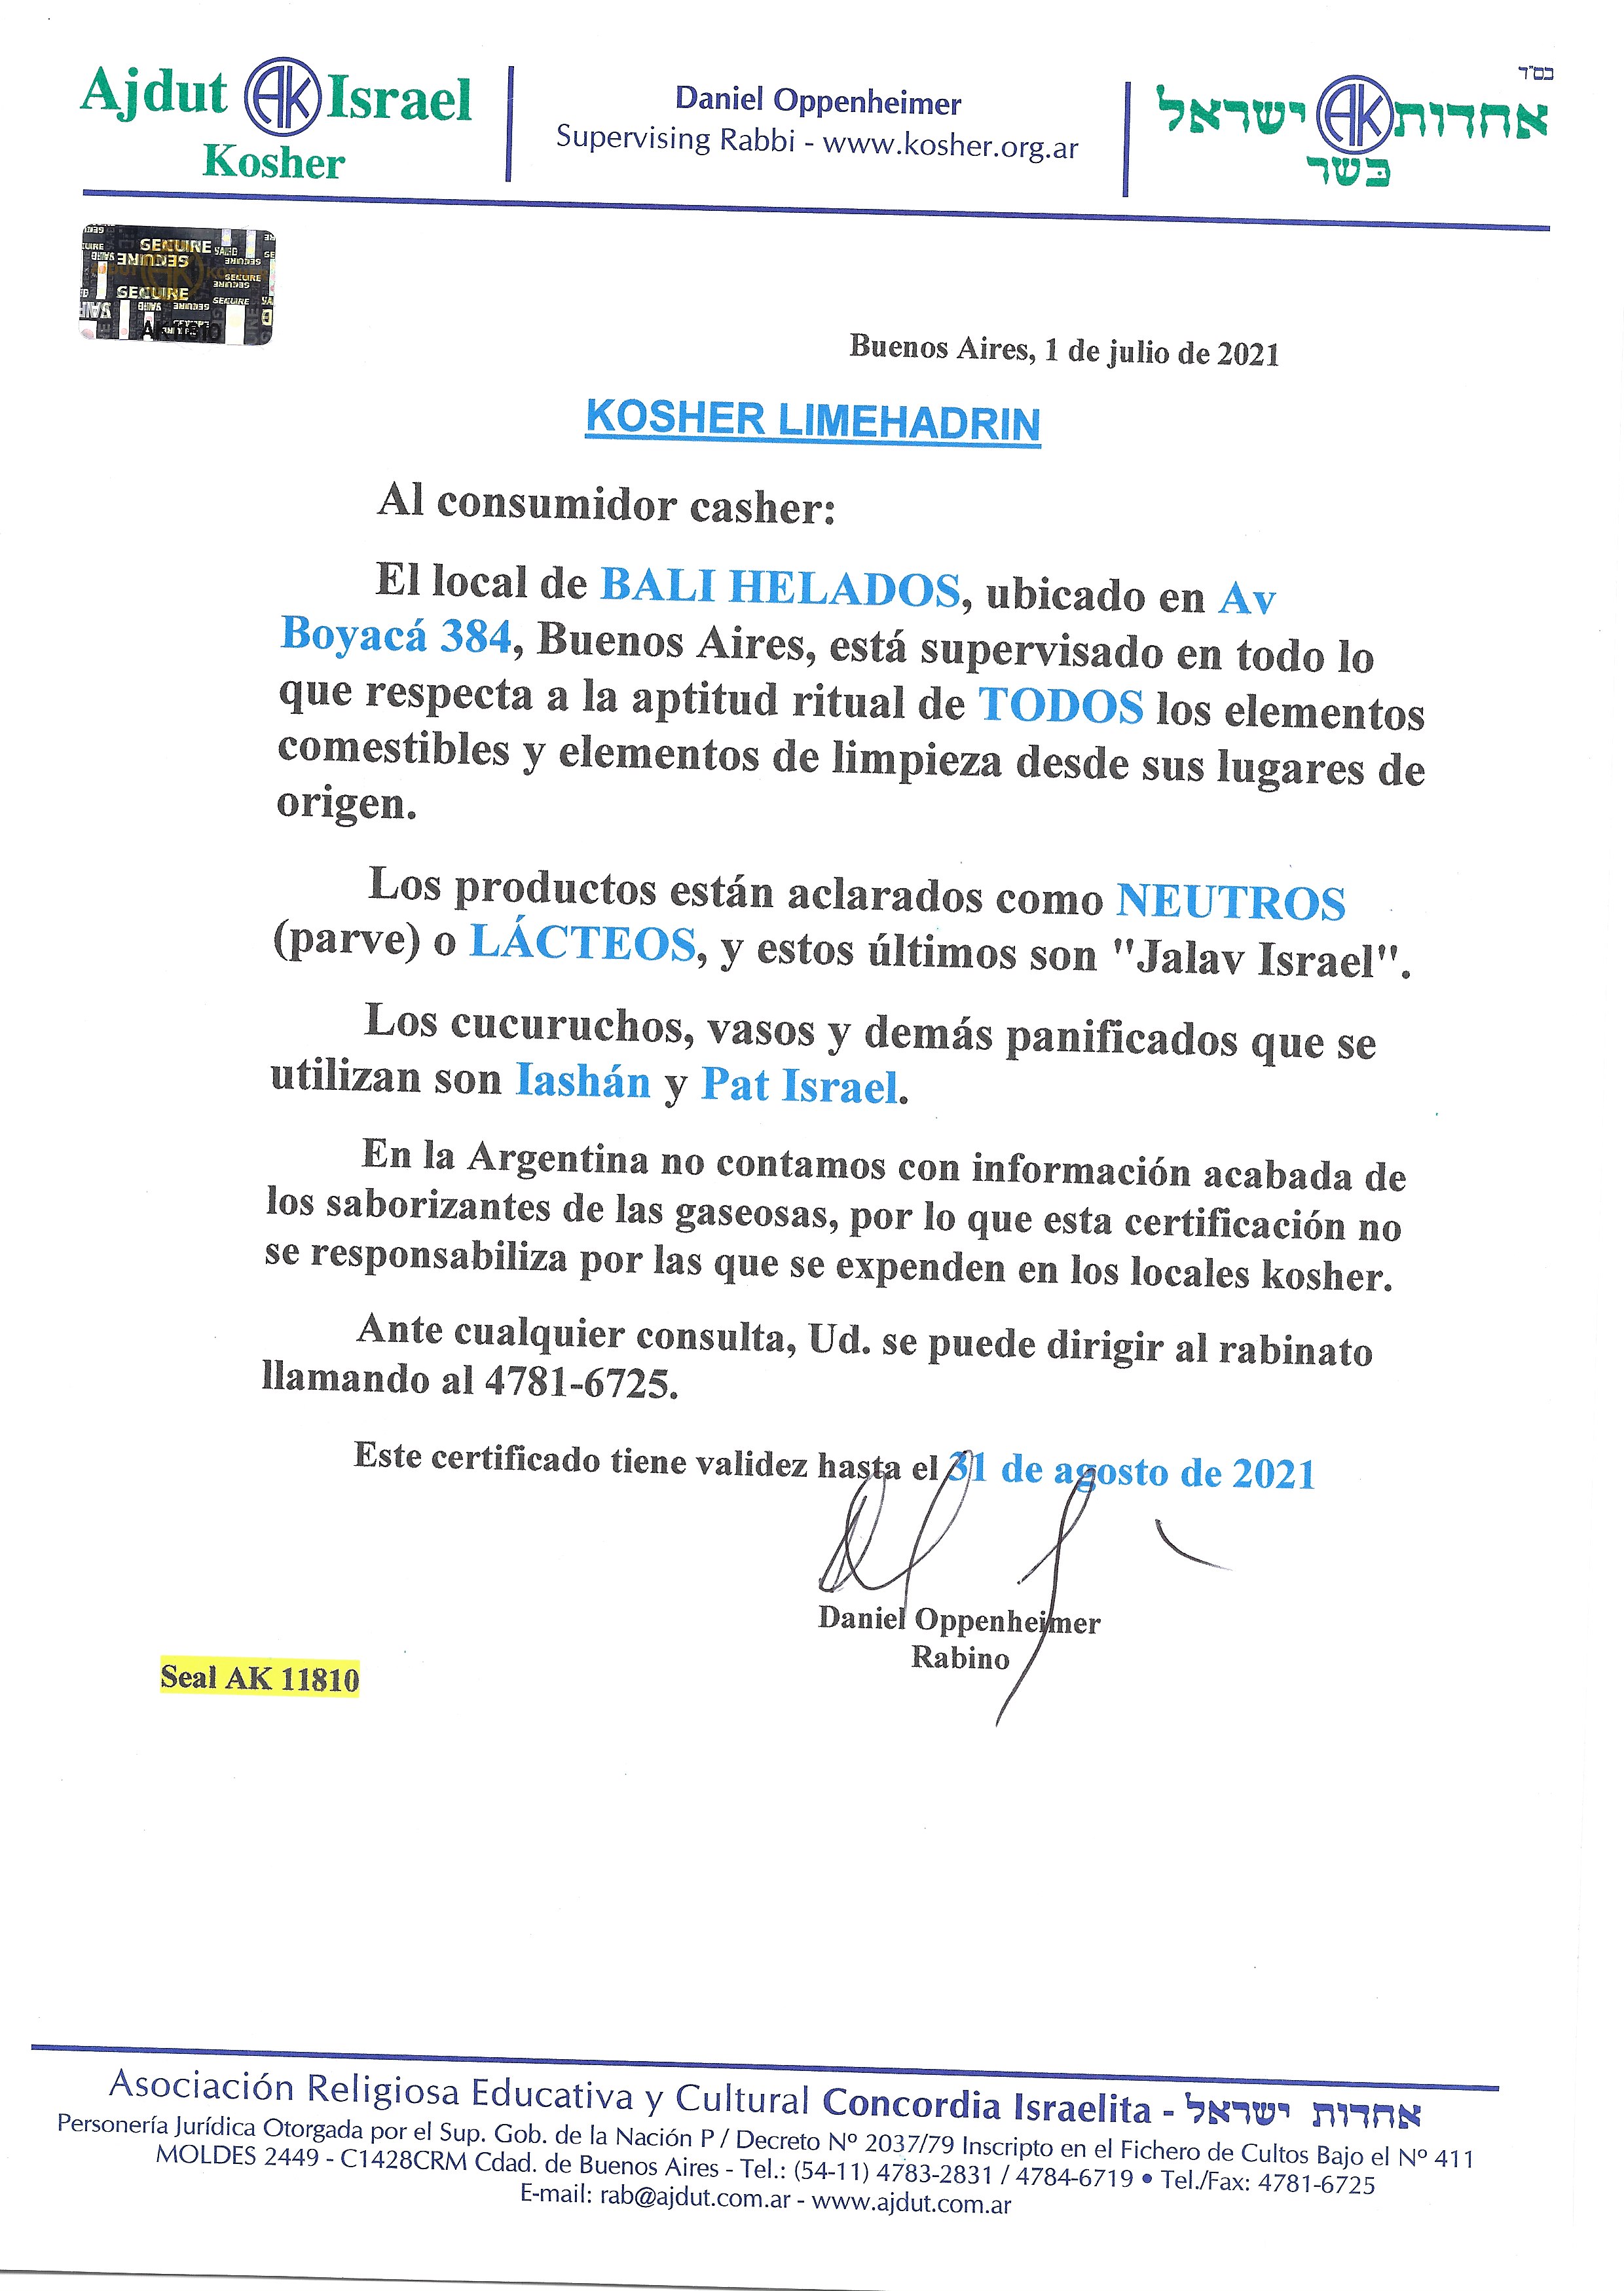 בס"ד
Ajdut AK Israel
Kosher
Daniel Oppenheimer
Supervising Rabbi - www.kosher.org.ar
אחדות AK ישראל
כשר
SECURE
SECURE
AK11810
Buenos Aires, 1 de julio de 2021
KOSHER LIMEHADRIN
Al consumidor casher:
El local de BALI HELADOS, ubicado en Av
Boyacá 384, Buenos Aires, está supervisado en todo lo
que respecta a la aptitud ritual de TODOS los elementos
comestibles y elementos de limpieza desde sus lugares de
origen.
Los productos están aclarados como NEUTROS
(parve) o LÁCTEOS, y estos últimos son "Jalav Israel".
Los cucuruchos, vasos y demás panificados que se
utilizan son Iashán y Pat Israel.
En la Argentina no contamos con información acabada de
los saborizantes de las gaseosas, por lo que esta certificación no
se responsabiliza por las que se expenden en los locales kosher.
Ante cualquier consulta, Ud. se puede dirigir al rabinato
llamando al 4781-6725.
Este certificado tiene validez hasta el 31 de agosto de 2021
Daniel Oppenheimer
Rabino
Seal AK 11810
Asociación Religiosa Educativa y Cultural Concordia Israelita - אחדות ישראל
Personería Jurídica Otorgada por el Sup. Gob. de la Nación P / Decreto Nº 2037/79 Inscripto en el Fichero de Cultos Bajo el Nº 411
MOLDES 2449 - C1428CRM Cdad. de Buenos Aires - Tel.: (54-11) 4783-2831 / 4784-6719 • Tel./Fax: 4781-6725
E-mail: rab@ajdut.com.ar - www.ajdut.com.ar